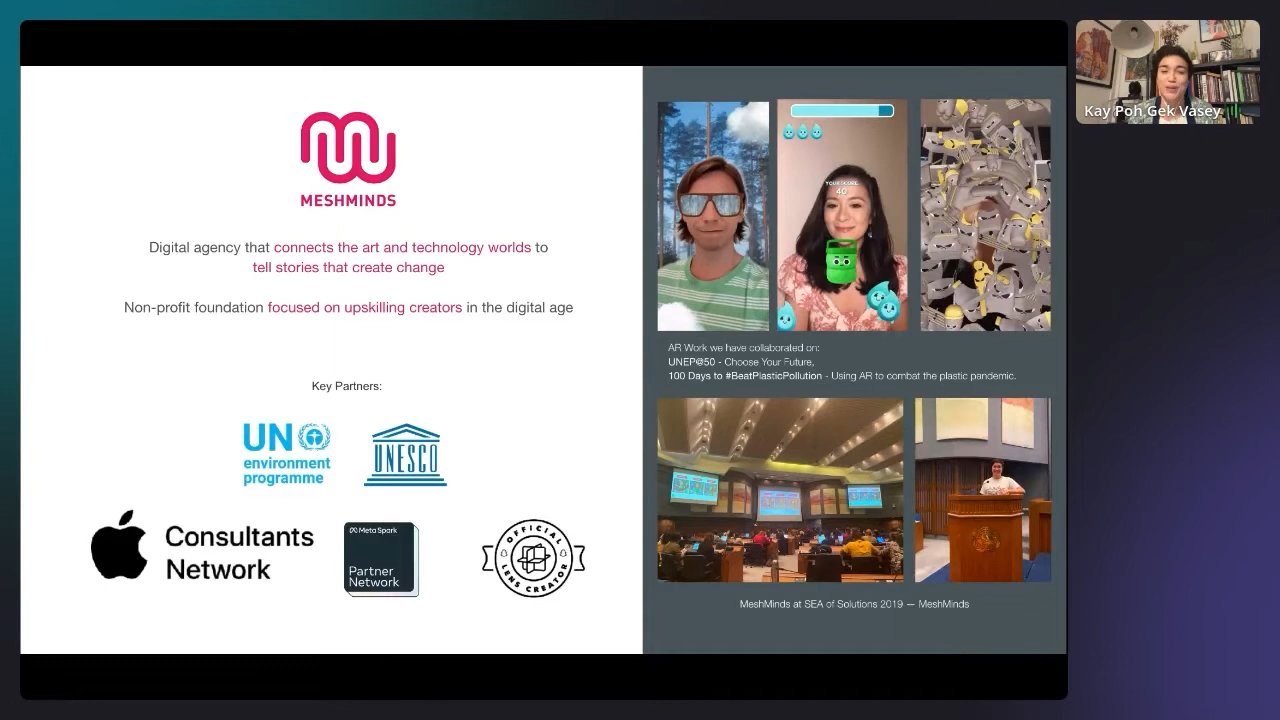 MESHMINDS
Digital agency that connects the art and technology worlds to
tell stories that create change
Non-profit foundation focused on upskilling creators in the digital age
Key Partners:
UN
environment
programme
UNESCO
Consultants
Network
Meta Spark
Partner
Network
OFFICIAL
LENS CREATOR
YOUR SCORE:
40
AR Work we have collaborated on:
UNEP@50 - Choose Your Future,
100 Days to #BeatPlasticPollution - Using AR to combat the plastic pandemic.
MeshMinds at SEA of Solutions 2019 — MeshMinds
Kay Poh Gek Vasey